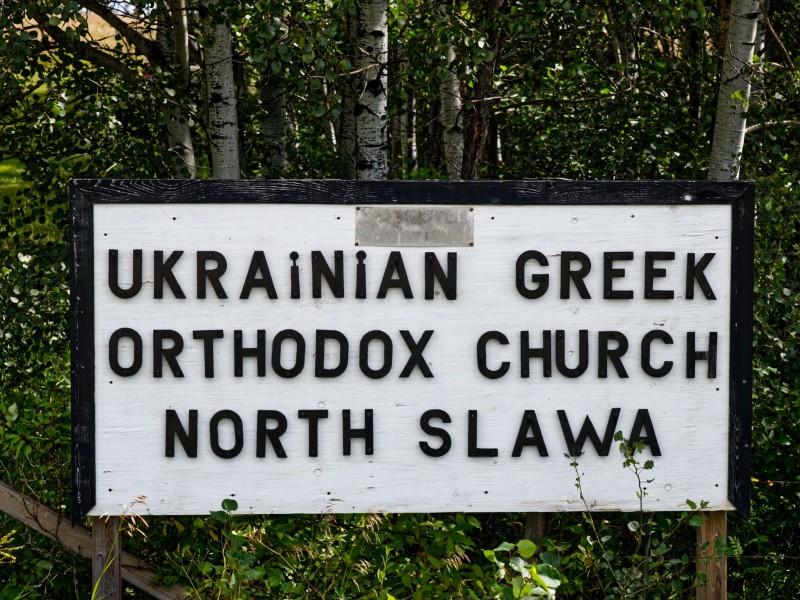 UKRAiNiAN GREEK
ORTHODOX CHURCH
NORTH SLAWA